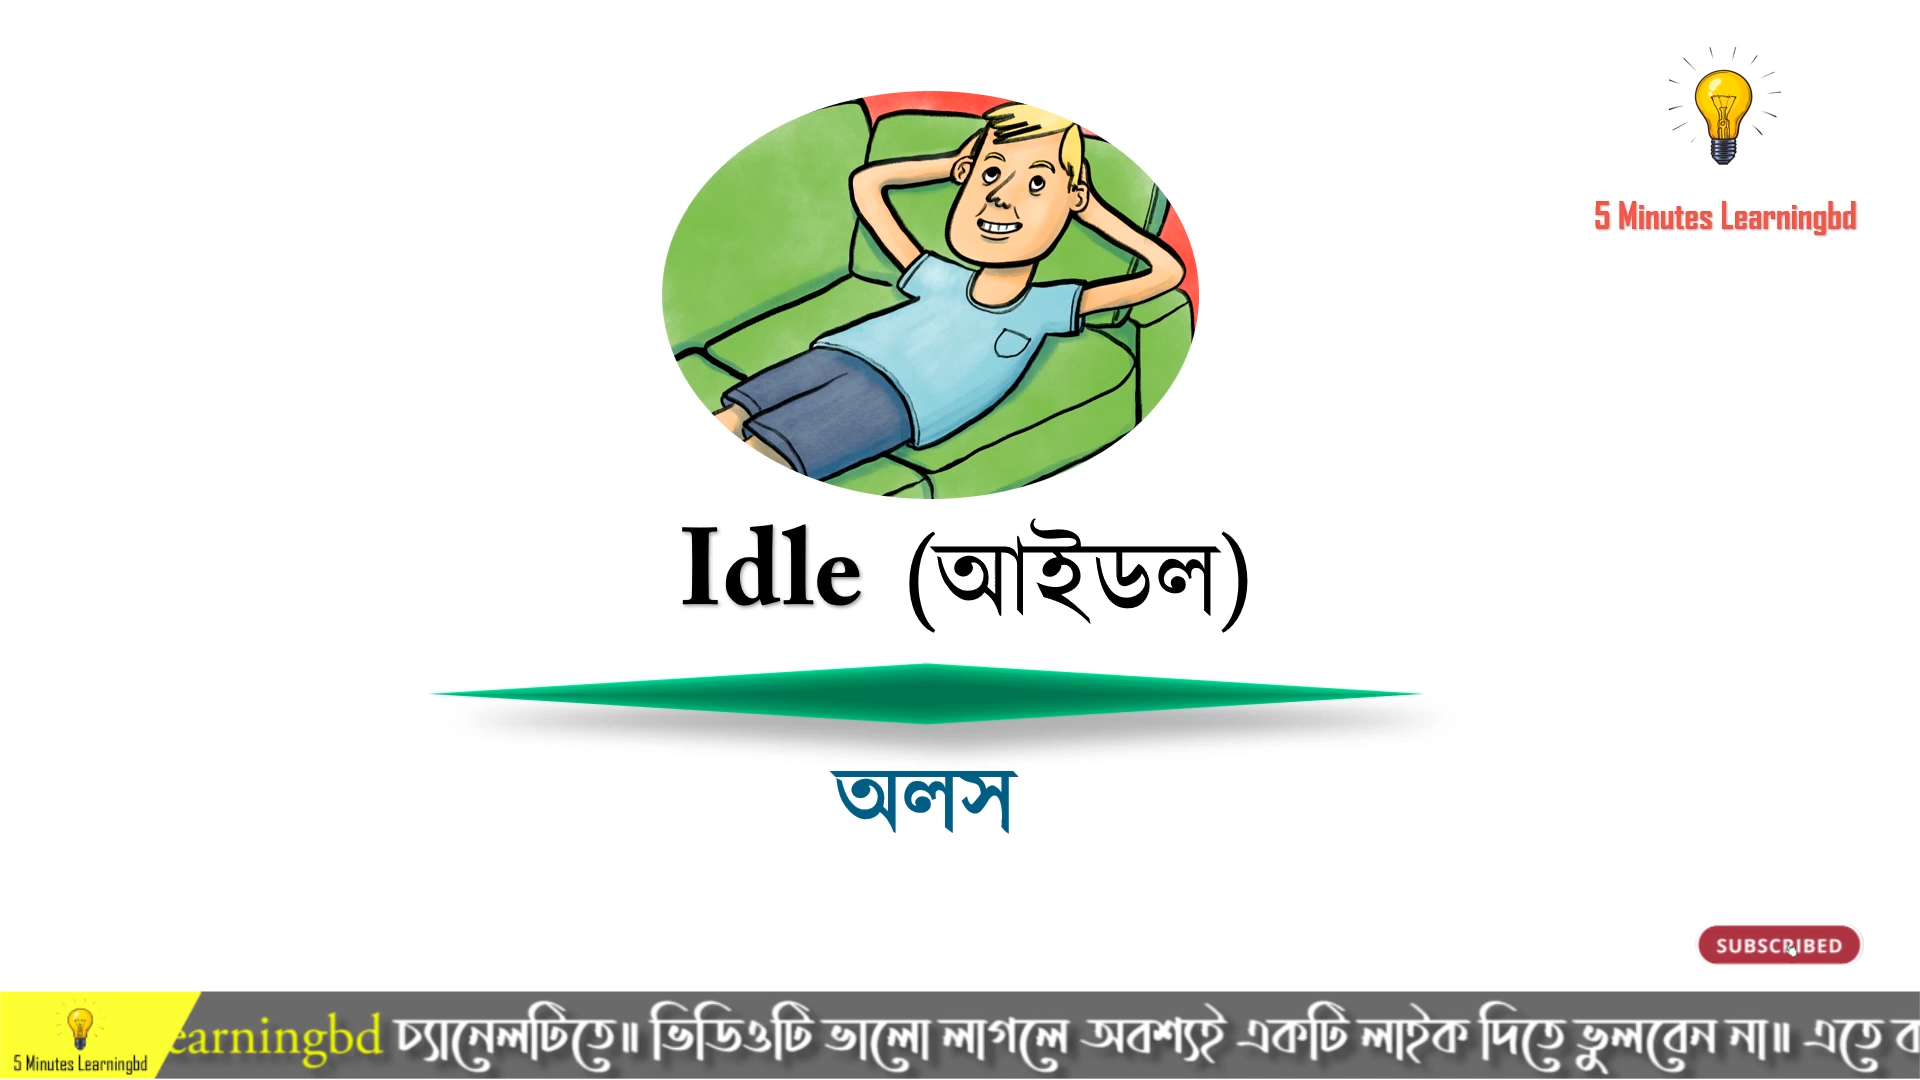 5 Minutes Learningbd
Idle (আইডল)
অলস
SUBSCRIBED
5 Minutes Learningbd
earningbd চ্যানেলটিতে॥ ভিডিওটি ভালো লাগলে অবশ্যই একটি লাইক দিতে ভুলবেন না॥ এতে